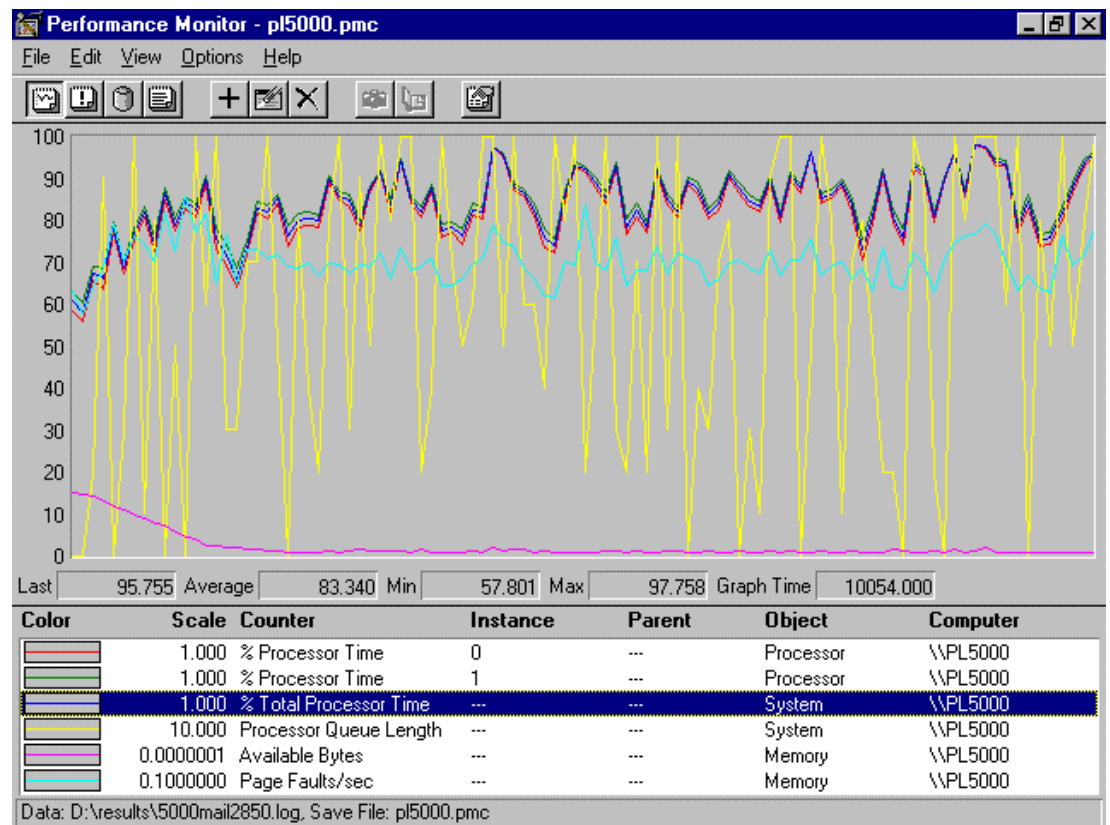 Performance Monitor - pl5000.pmc
File Edit View Options Help
100
90
80
70
60
50
40
30
20
10
0
Last 95.755 Average 83.340 Min 57.801 Max 97.758 Graph Time 10054.000
Color Scale Counter Instance Parent Object Computer
1.000 % Processor Time 0 --- Processor \\PL5000
1.000 % Processor Time 1 --- Processor \\PL5000
1.000 % Total Processor Time --- --- System \\PL5000
10.000 Processor Queue Length --- --- System \\PL5000
0.0000001 Available Bytes --- --- Memory \\PL5000
0.1000000 Page Faults/sec --- --- Memory \\PL5000
Data: D:\results\5000mail2850.log, Save File: pl5000.pmc